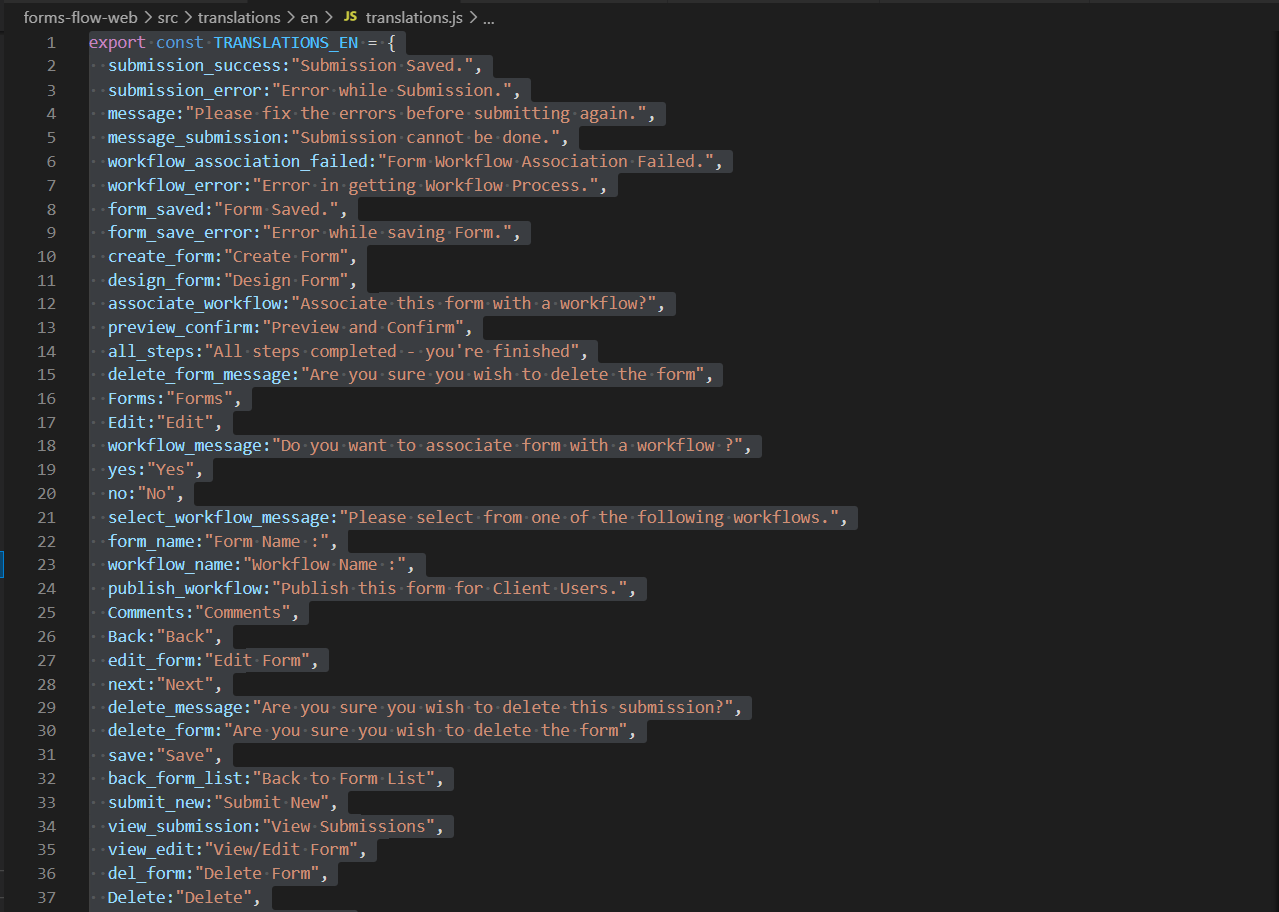 forms-flow-web > src > translations > en > JS translations.js > ...
1 export const TRANSLATIONS_EN = {
2 submission_success:"Submission Saved.",
3 submission_error:"Error while Submission.",
4 message:"Please fix the errors before submitting again.",
5 message_submission:"Submission cannot be done.",
6 workflow_association_failed:"Form Workflow Association Failed.",
7 workflow_error:"Error in getting Workflow Process.",
8 form_saved:"Form Saved.",
9 form_save_error:"Error while saving Form.",
10 create_form:"Create Form",
11 design_form:"Design Form",
12 associate_workflow:"Associate this form with a workflow?",
13 preview_confirm:"Preview and Confirm",
14 all_steps:"All steps completed - you're finished",
15 delete_form_message:"Are you sure you wish to delete the form",
16 Forms:"Forms",
17 Edit:"Edit",
18 workflow_message:"Do you want to associate form with a workflow ?",
19 yes:"Yes",
20 no:"No",
21 select_workflow_message:"Please select from one of the following workflows.",
22 form_name:"Form Name :",
23 workflow_name:"Workflow Name :",
24 publish_workflow:"Publish this form for Client Users.",
25 Comments:"Comments",
26 Back:"Back",
27 edit_form:"Edit Form",
28 next:"Next",
29 delete_message:"Are you sure you wish to delete this submission?",
30 delete_form:"Are you sure you wish to delete the form",
31 save:"Save",
32 back_form_list:"Back to Form List",
33 submit_new:"Submit New",
34 view_submission:"View Submissions",
35 view_edit:"View/Edit Form",
36 del_form:"Delete Form",
37 Delete:"Delete",